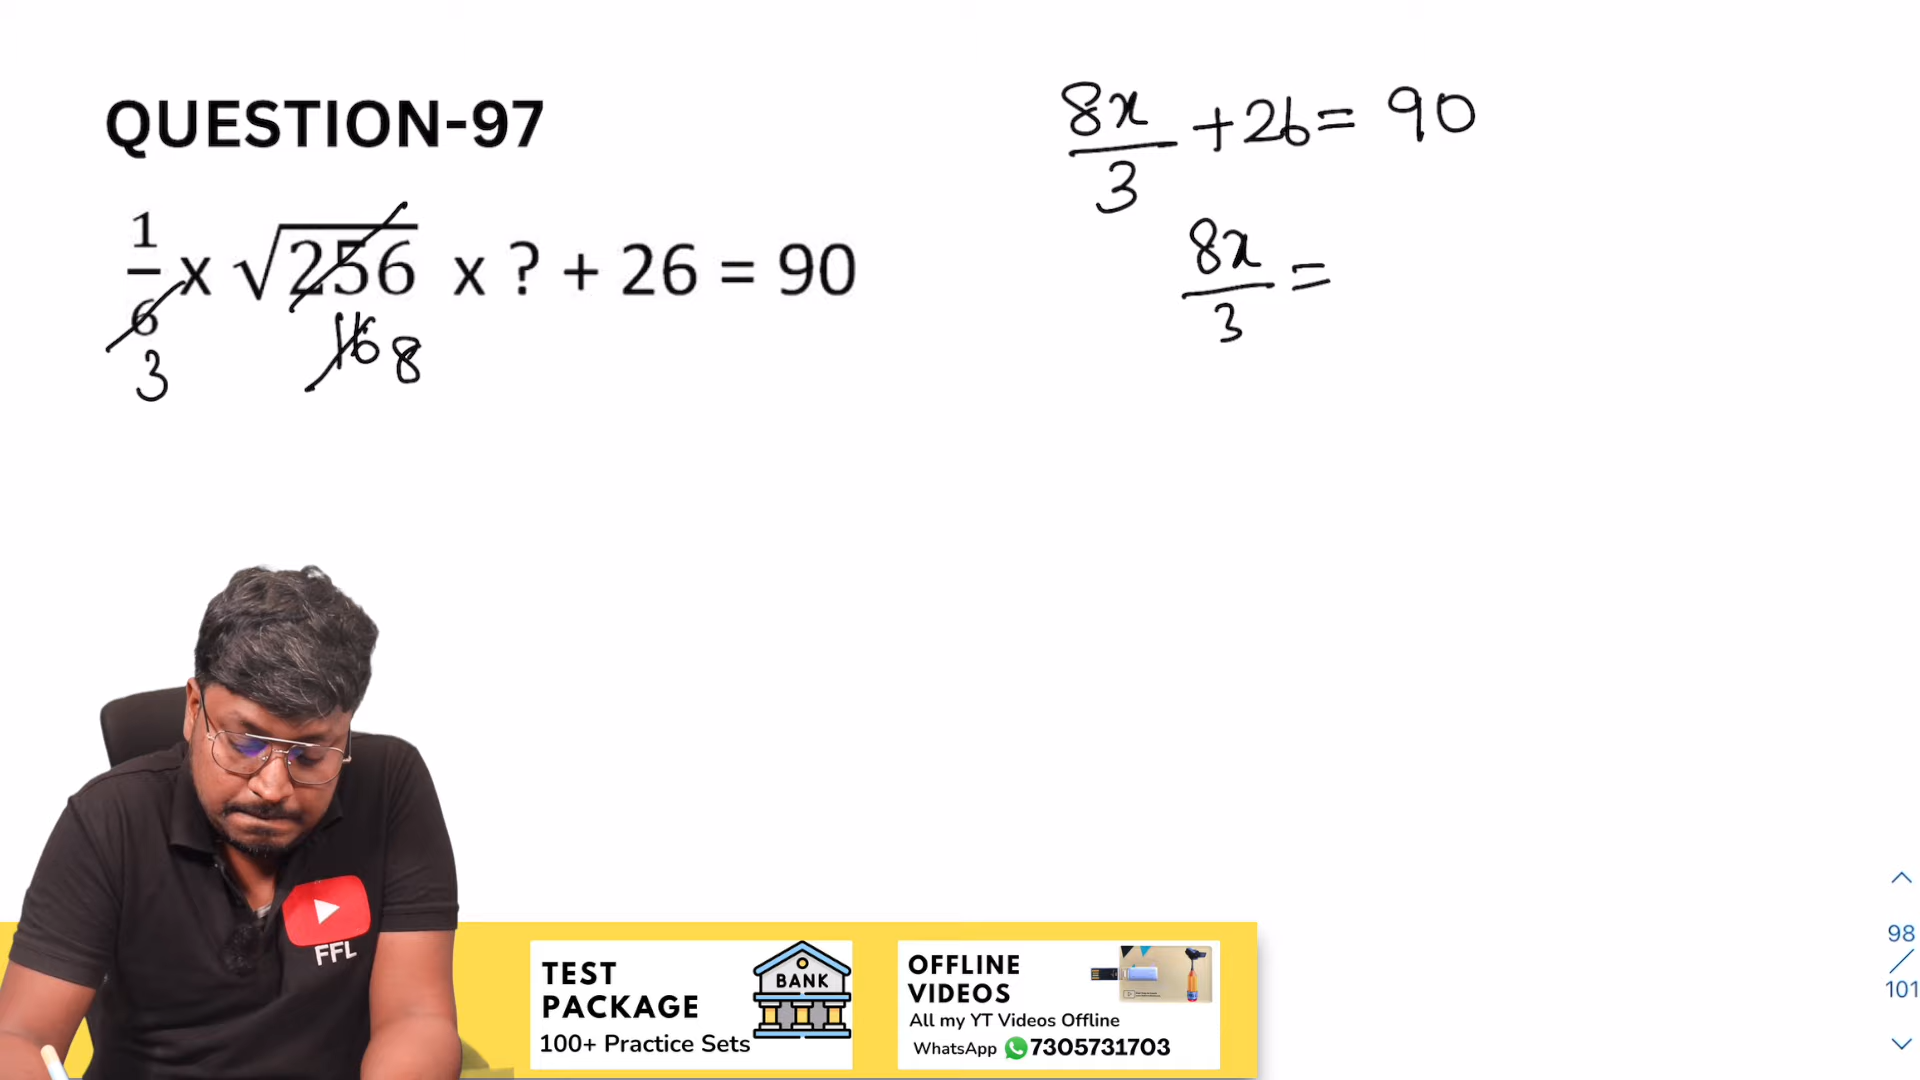 QUESTION-97
1/6 x √256 x ? + 26 = 90
3 16 8
8x/3 + 26 = 90
8x/3 =
FFL
TEST
PACKAGE
100+ Practice Sets
BANK
OFFLINE
VIDEOS
All my YT Videos Offline
WhatsApp 7305731703
98
/
101